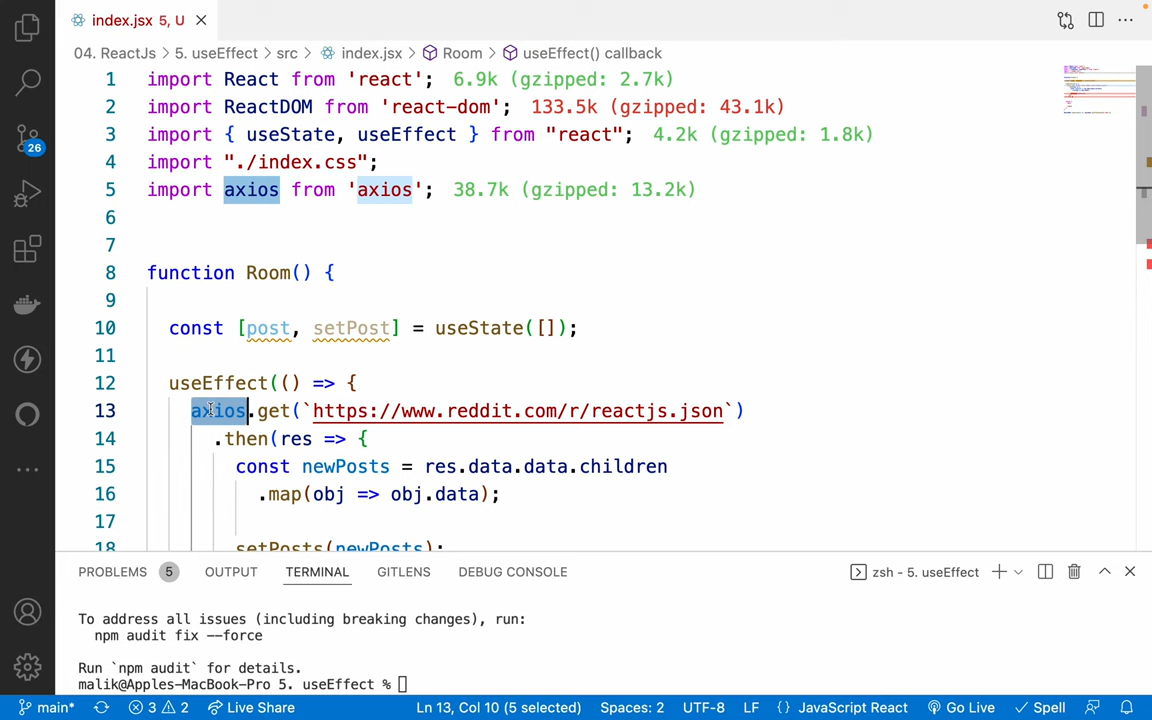 index.jsx 5, U
04. ReactJs > 5. useEffect > src > index.jsx > Room > useEffect() callback
1 import React from 'react'; 6.9k (gzipped: 2.7k)
2 import ReactDOM from 'react-dom'; 133.5k (gzipped: 43.1k)
3 import { useState, useEffect } from "react"; 4.2k (gzipped: 1.8k)
4 import "./index.css";
5 import axios from 'axios'; 38.7k (gzipped: 13.2k)
6
7
8 function Room() {
9
10 const [post, setPost] = useState([]);
11
12 useEffect(() => {
13 axios.get(`https://www.reddit.com/r/reactjs.json`)
14 .then(res => {
15 const newPosts = res.data.data.children
16 .map(obj => obj.data);
17
18 setPosts(newPosts);
26
PROBLEMS 5 OUTPUT TERMINAL GITLENS DEBUG CONSOLE zsh - 5. useEffect
To address all issues (including breaking changes), run:
npm audit fix --force
Run `npm audit` for details.
malik@Apples-MacBook-Pro 5. useEffect %
main* 3 2 Live Share Ln 13, Col 10 (5 selected) Spaces: 2 UTF-8 LF {} JavaScript React Go Live Spell